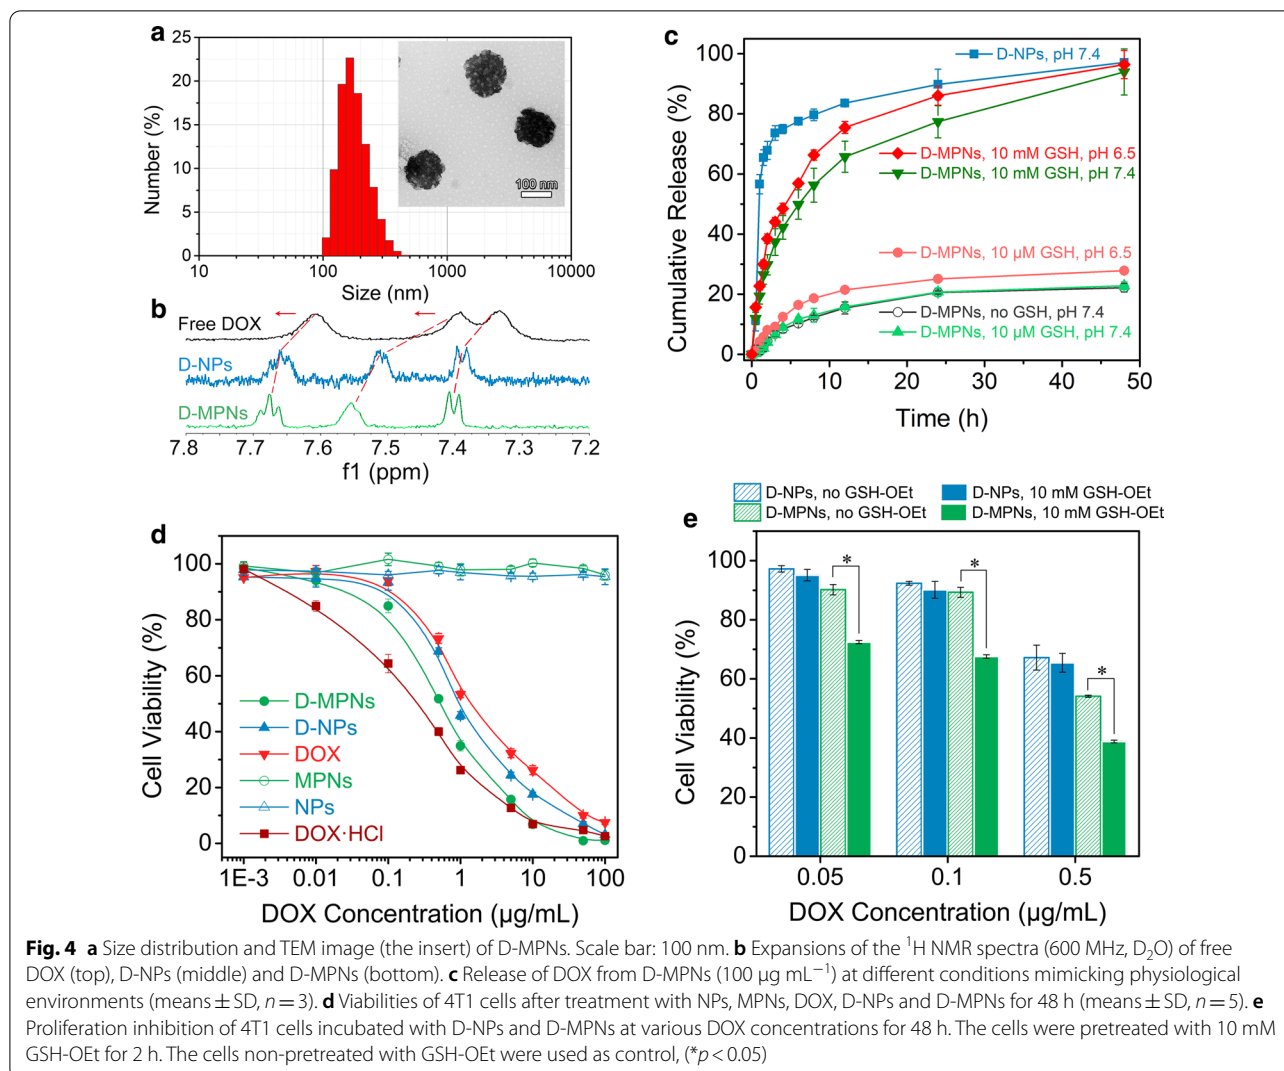 a
25
20
15
10
5
0
Number (%)
100 nm
10
100
1000
10000
Size (nm)
b
Free DOX
D-NPs
D-MPNs
7.8
7.6
7.5
7.4
7.3
7.2
f1 (ppm)
c
100
80
60
40
20
0
Cumulative Release (%)
D-NPs, pH 7.4
D-MPNs, 10 mM GSH, pH 6.5
D-MPNs, 10 mM GSH, pH 7.4
D-MPNs, 10 µM GSH, pH 6.5
D-MPNs, no GSH, pH 7.4
D-MPNs, 10 µM GSH, pH 7.4
0
10
20
30
40
50
Time (h)
d
100
80
60
40
20
0
Cell Viability (%)
D-MPNs
D-NPs
DOX
MPNs
NPs
DOX·HCl
1E-3
0.01
0.1
1
10
100
DOX Concentration (µg/mL)
e
D-NPs, no GSH-OEt
D-NPs, 10 mM GSH-OEt
D-MPNs, no GSH-OEt
D-MPNs, 10 mM GSH-OEt
100
80
60
40
20
0
Cell Viability (%)
*
*
*
0.05
0.1
0.5
DOX Concentration (µg/mL)
Fig. 4 a Size distribution and TEM image (the insert) of D-MPNs. Scale bar: 100 nm. b Expansions of the ¹H NMR spectra (600 MHz, D₂O) of free
DOX (top), D-NPs (middle) and D-MPNs (bottom). c Release of DOX from D-MPNs (100 µg mL⁻¹) at different conditions mimicking physiological
environments (means ± SD, n = 3). d Viabilities of 4T1 cells after treatment with NPs, MPNs, DOX, D-NPs and D-MPNs for 48 h (means ± SD, n = 5). e
Proliferation inhibition of 4T1 cells incubated with D-NPs and D-MPNs at various DOX concentrations for 48 h. The cells were pretreated with 10 mM
GSH-OEt for 2 h. The cells non-pretreated with GSH-OEt were used as control, (*p < 0.05)